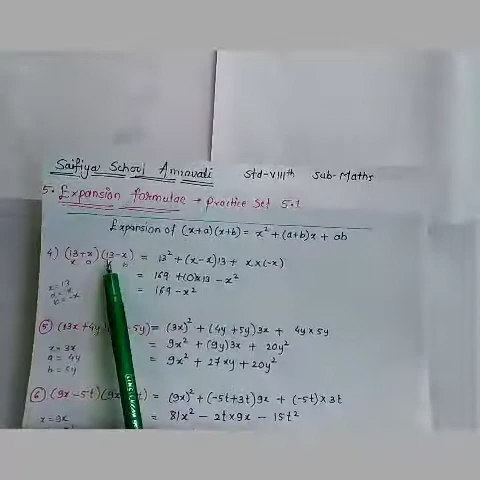 Saifiya School Amravati Std-VIIIth Sub-Maths
5. Expansion formulae → Practice Set 5.1
Expansion of (x+a)(x+b) = x² + (a+b)x + ab
4) (13+x)(13-x) = 13² + (x-x)13 + x×(-x)
x a b
x=13
a=x
b=-x
= 169 + (0)×13 - x²
= 169 - x²
5) (3x+4y = (3x)² + (4y+5y)3x + 4y×5y
x = 3x
a = 4y
b = 5y
= 9x² + (9y)3x + 20y²
= 9x² + 27xy + 20y²
6) (9x-5t)(9x = (9x)² + (-5t+3t)9x + (-5t)×3t
x=9x
= 81x² - 2t×9x - 15t²